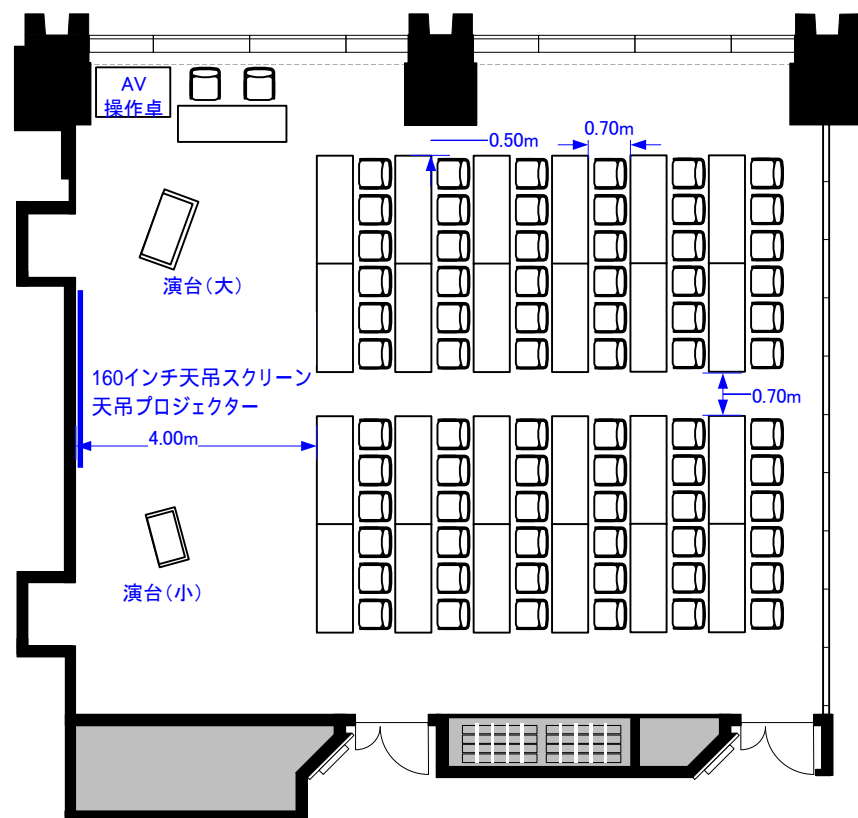 AV
操作卓
0.50m
0.70m
演台(大)
160インチ天吊スクリーン
天吊プロジェクター
0.70m
4.00m
演台(小)